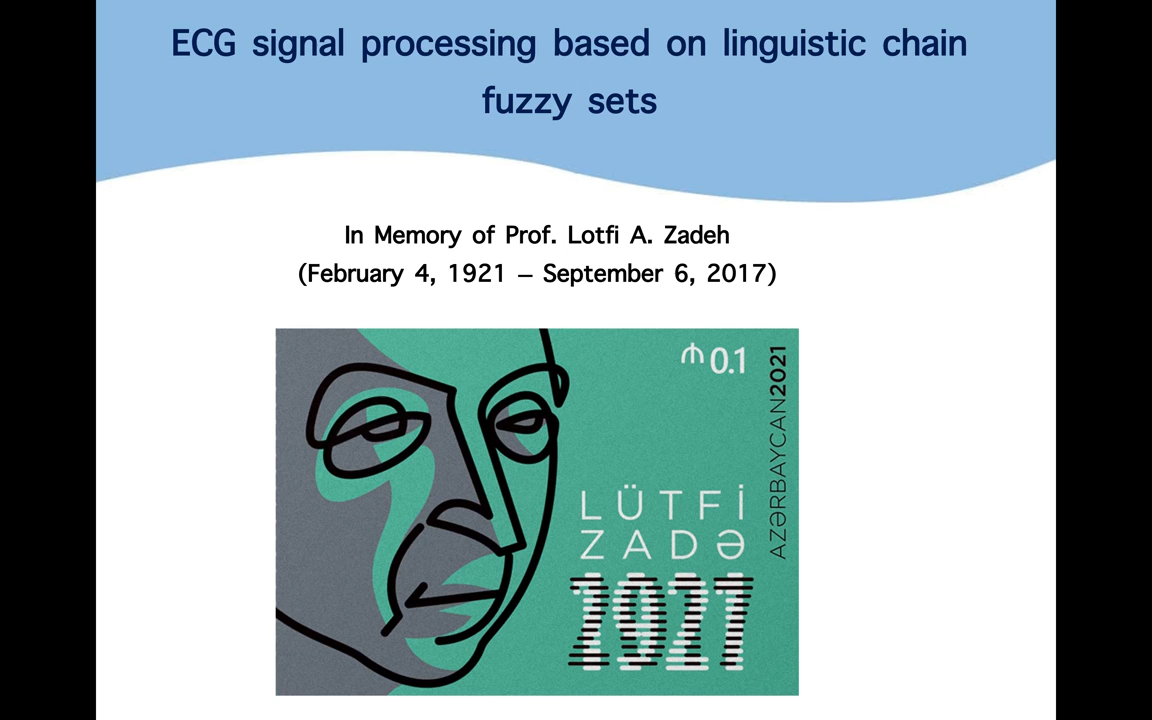 ECG signal processing based on linguistic chain
fuzzy sets
In Memory of Prof. Lotfi A. Zadeh
(February 4, 1921 – September 6, 2017)
₼0.1
AZƏRBAYCAN2021
LÜTFİ
ZADƏ
1921